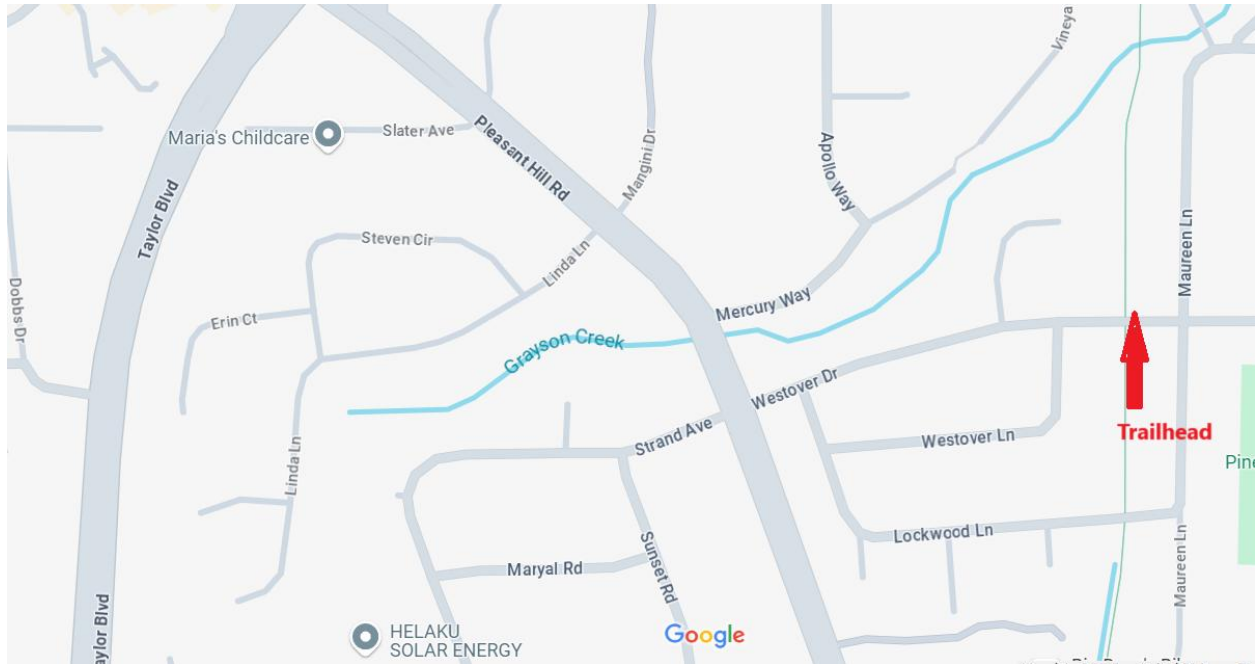 Vineya
Maria's Childcare
Slater Ave
Pleasant Hill Rd
Mangini Dr
Apollo Way
Taylor Blvd
Steven Cir
Linda Ln
Maureen Ln
Dobbs Dr
Erin Ct
Mercury Way
Grayson Creek
Westover Dr
Trailhead
Strand Ave
Westover Ln
Pine
Linda Ln
Lockwood Ln
Sunset Rd
Maryal Rd
Maureen Ln
aylor Blvd
HELAKU
SOLAR ENERGY
Google